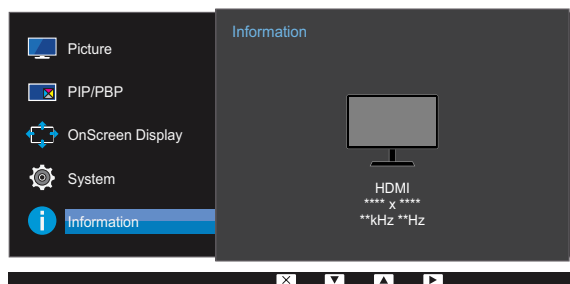 Information
Picture
PIP/PBP
OnScreen Display
System
Information
HDMI
**** x ****
**kHz **Hz